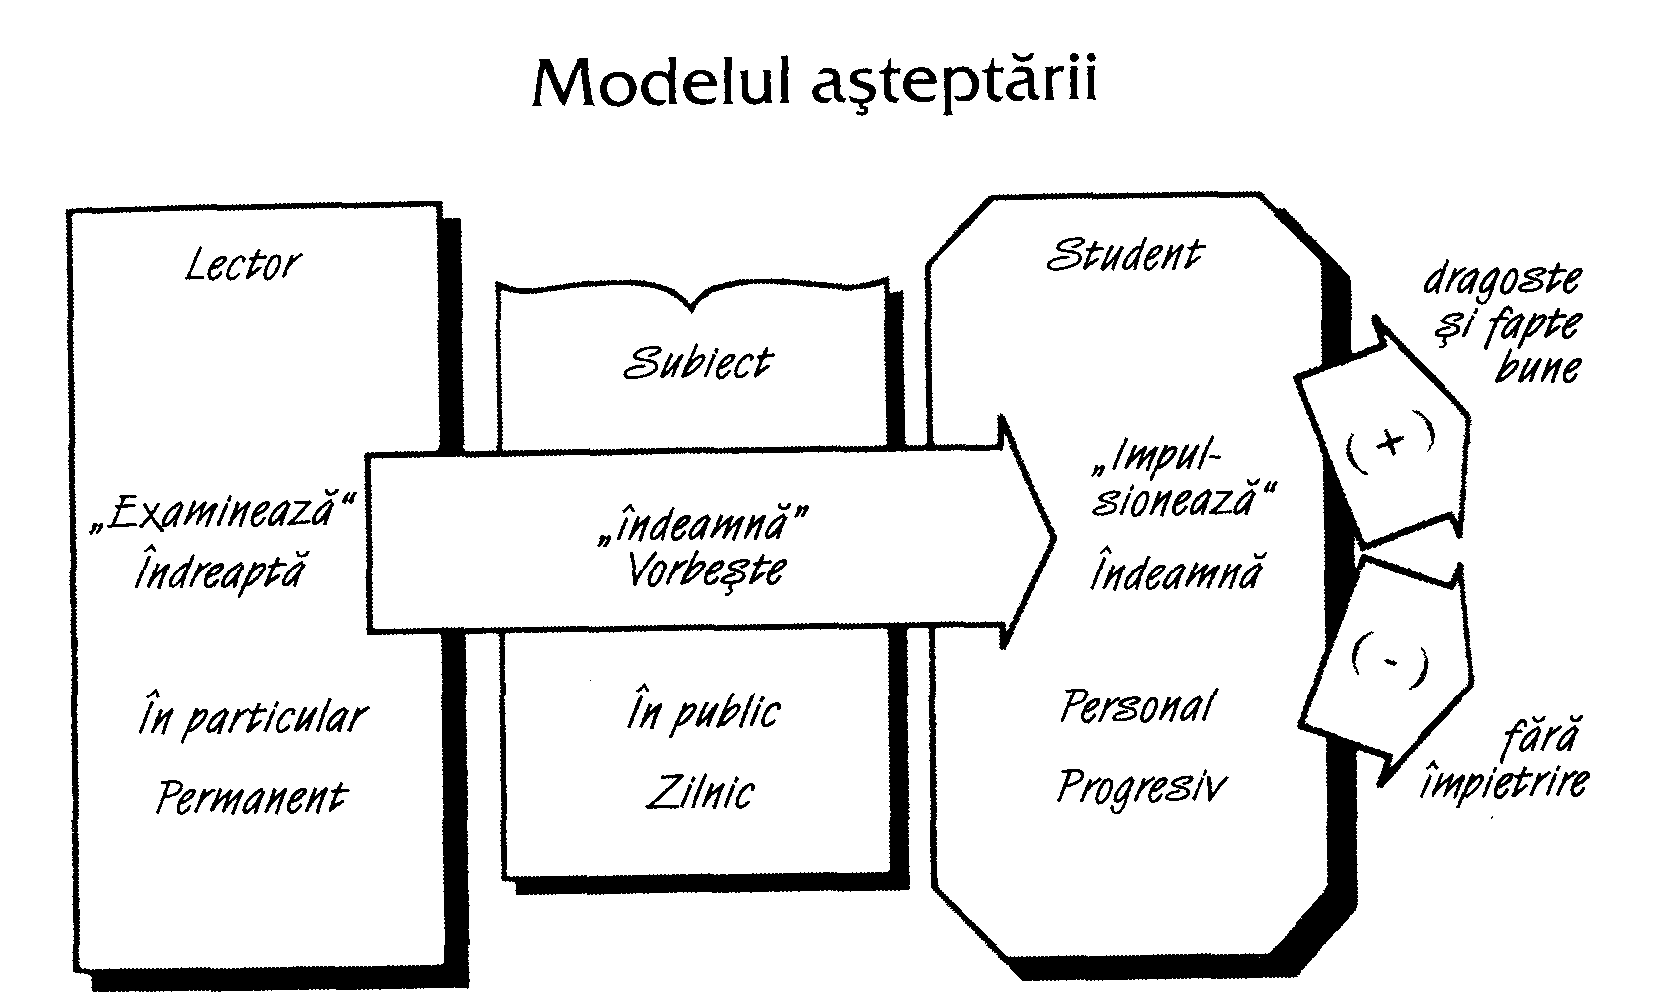 Modelul aşteptării
Lector
„Examinează“
Îndreaptă
În particular
Permanent
Subiect
„îndeamnă”
Vorbeşte
În public
Zilnic
Student
„Impul-
sionează“
Îndeamnă
Personal
Progresiv
dragoste
şi fapte
bune
( + )
( - )
fără
împietrire